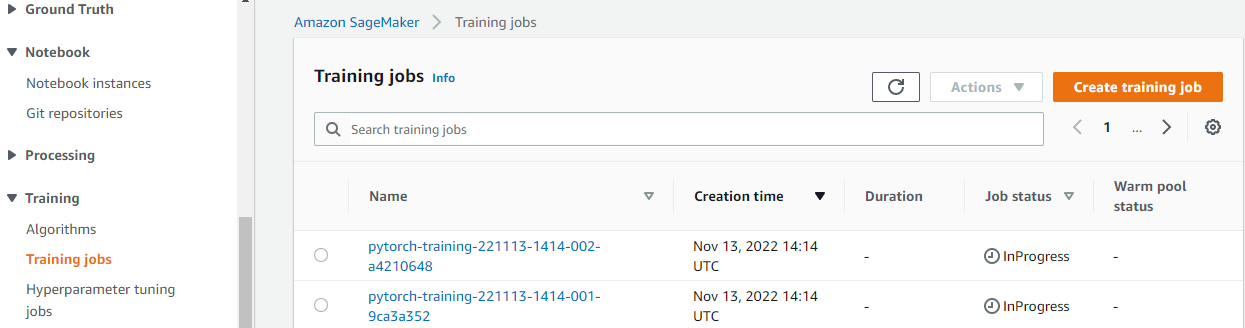 Ground Truth
Notebook
Notebook instances
Git repositories
Processing
Training
Algorithms
Training jobs
Hyperparameter tuning
jobs
Amazon SageMaker > Training jobs
Training jobs Info
Actions
Create training job
Search training jobs
1 ...
Name Creation time Duration Job status Warm pool
status
pytorch-training-221113-1414-002- Nov 13, 2022 14:14 - InProgress -
a4210648 UTC
pytorch-training-221113-1414-001- Nov 13, 2022 14:14 - InProgress -
9ca3a352 UTC